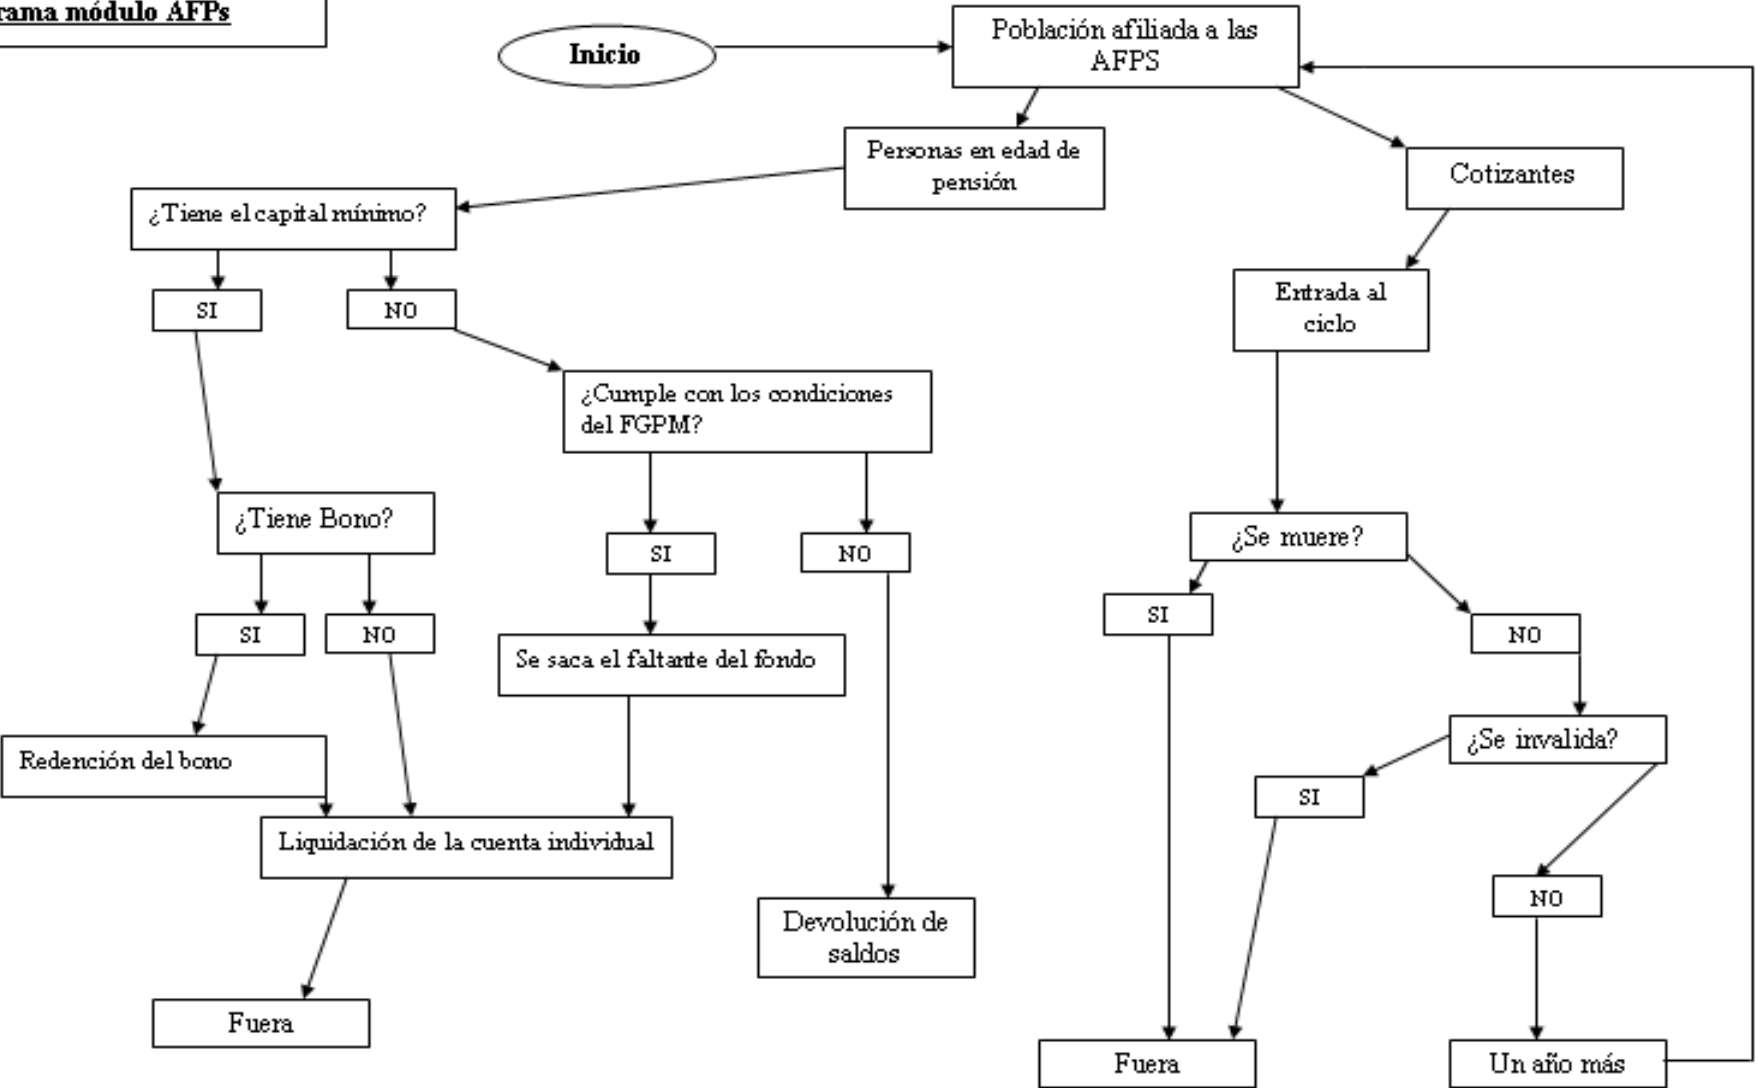 módulo AFPs
Inicio
Población afiliada a las
AFPS
Personas en edad de
pensión
Cotizantes
¿Tiene el capital mínimo?
SI
NO
Entrada al
ciclo
¿Cumple con los condiciones
del FGPM?
¿Tiene Bono?
SI
NO
¿Se muere?
SI
NO
SI
NO
Se saca el faltante del fondo
¿Se invalida?
Redención del bono
SI
Liquidación de la cuenta individual
NO
Devolución de
saldos
Fuera
Fuera
Un año más